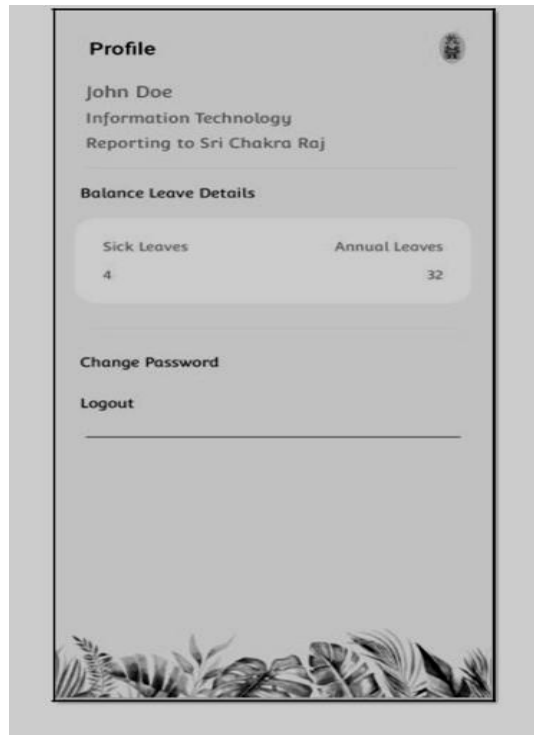 Profile
John Doe
Information Technology
Reporting to Sri Chakra Raj
Balance Leave Details
Sick Leaves Annual Leaves
4 32
Change Password
Logout